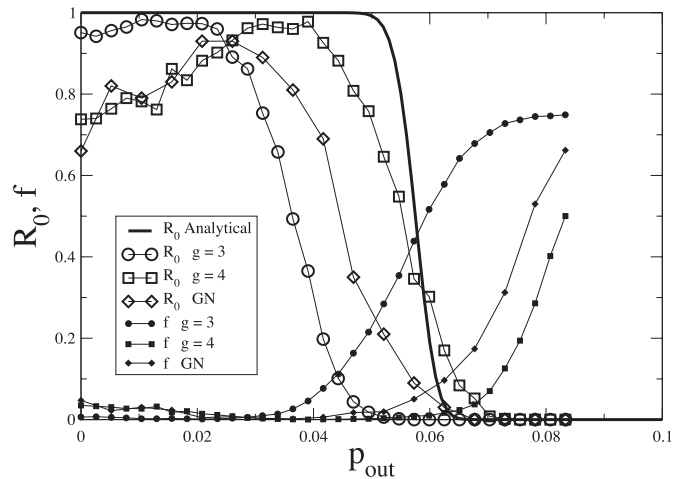 1
0.8
0.6
0.4
0.2
0
R0, f
R0 Analytical
R0 g = 3
R0 g = 4
R0 GN
f g = 3
f g = 4
f GN
0 0.02 0.04 0.06 0.08 0.1
pout